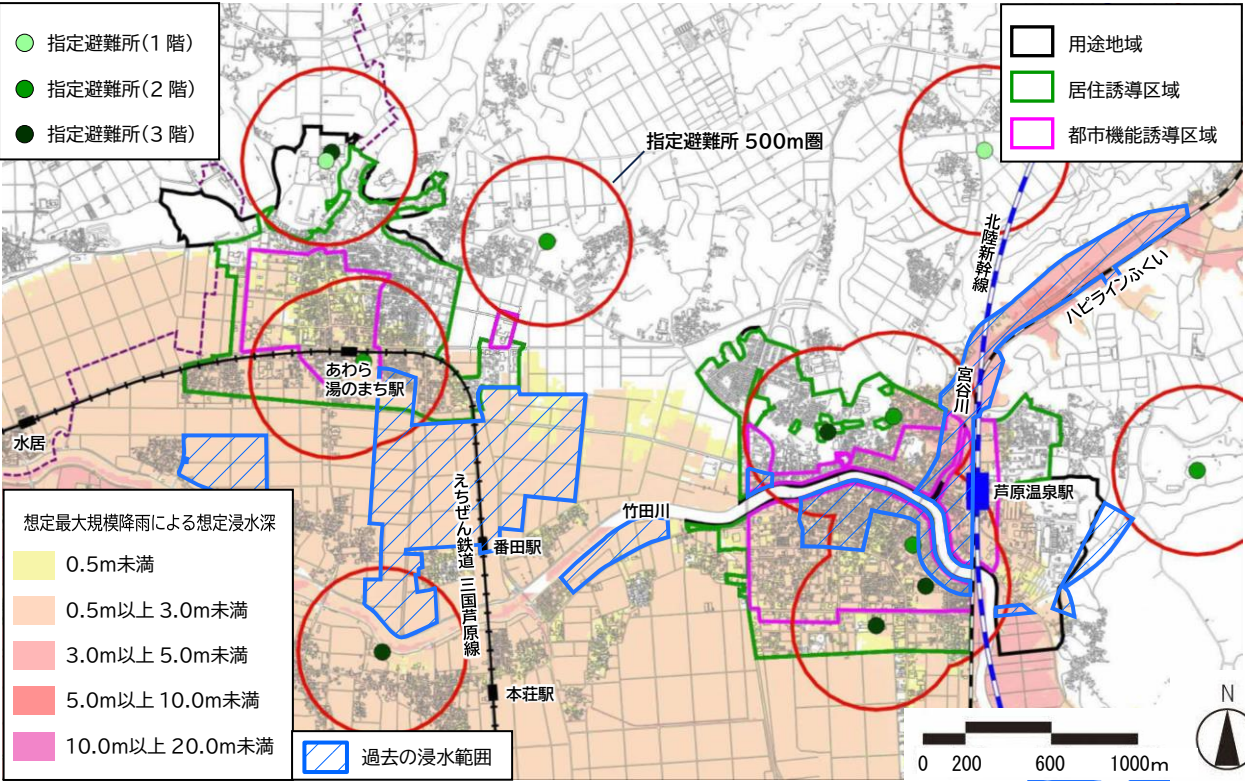 指定避難所(1 階)
指定避難所(2 階)
指定避難所(3 階)
用途地域
居住誘導区域
都市機能誘導区域
指定避難所 500m圏
北陸新幹線
ハピラインふくい
宮谷川
あわら
湯のまち駅
水居
芦原温泉駅
竹田川
えちぜん鉄道 三国芦原線
番田駅
本荘駅
想定最大規模降雨による想定浸水深
0.5m未満
0.5m以上 3.0m未満
3.0m以上 5.0m未満
5.0m以上 10.0m未満
10.0m以上 20.0m未満
過去の浸水範囲
N
0 200 600 1000m